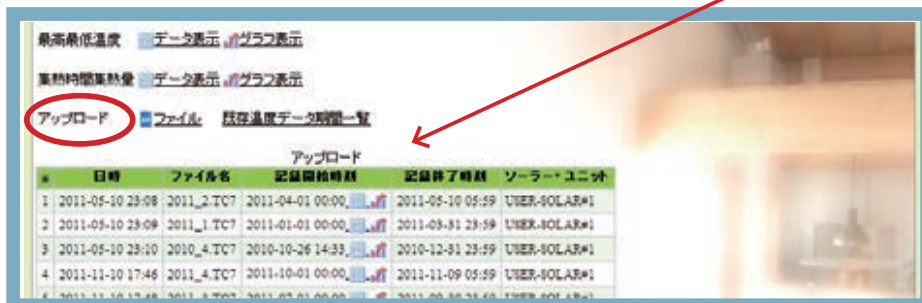 最高最低温度 データ表示 グラフ表示
集熱時間集熱量 データ表示 グラフ表示
アップロード ファイル 既存温度データ期間一覧
アップロード
# 日時 ファイル名 記録開始時刻 記録終了時刻 ソーラー・ユニット
1 2011-05-10 23:08 2011_2.TC7 2011-04-01 00:00 2011-05-10 05:59 USER-SOLAR#1
2 2011-05-10 23:09 2011_1.TC7 2011-01-01 00:00 2011-03-31 23:59 USER-SOLAR#1
3 2011-05-10 23:10 2010_4.TC7 2010-10-26 14:33 2010-12-31 23:59 USER-SOLAR#1
4 2011-11-10 17:46 2011_4.TC7 2011-10-01 00:00 2011-11-09 05:59 USER-SOLAR#1